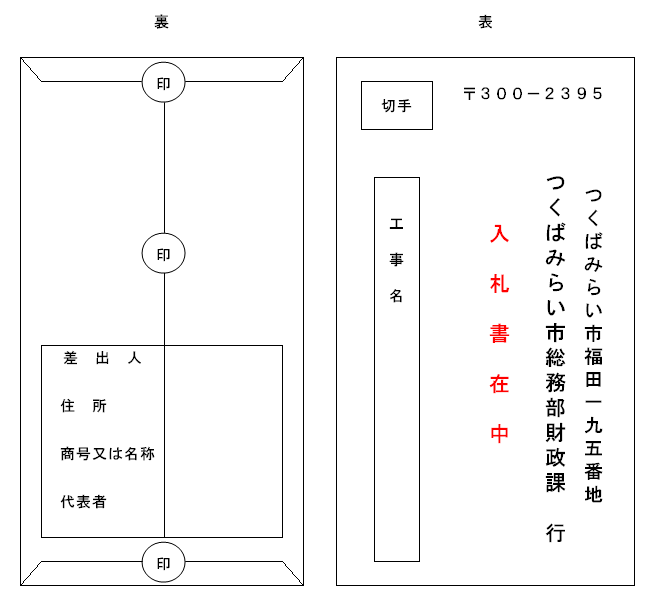 裏
印
印
差　出　人
住　所
商号又は名称
代表者
印
表
切手
〒３００－２３９５
つくばみらい市福田一九五番地
つくばみらい市総務部財政課　行
入札書在中
工事名